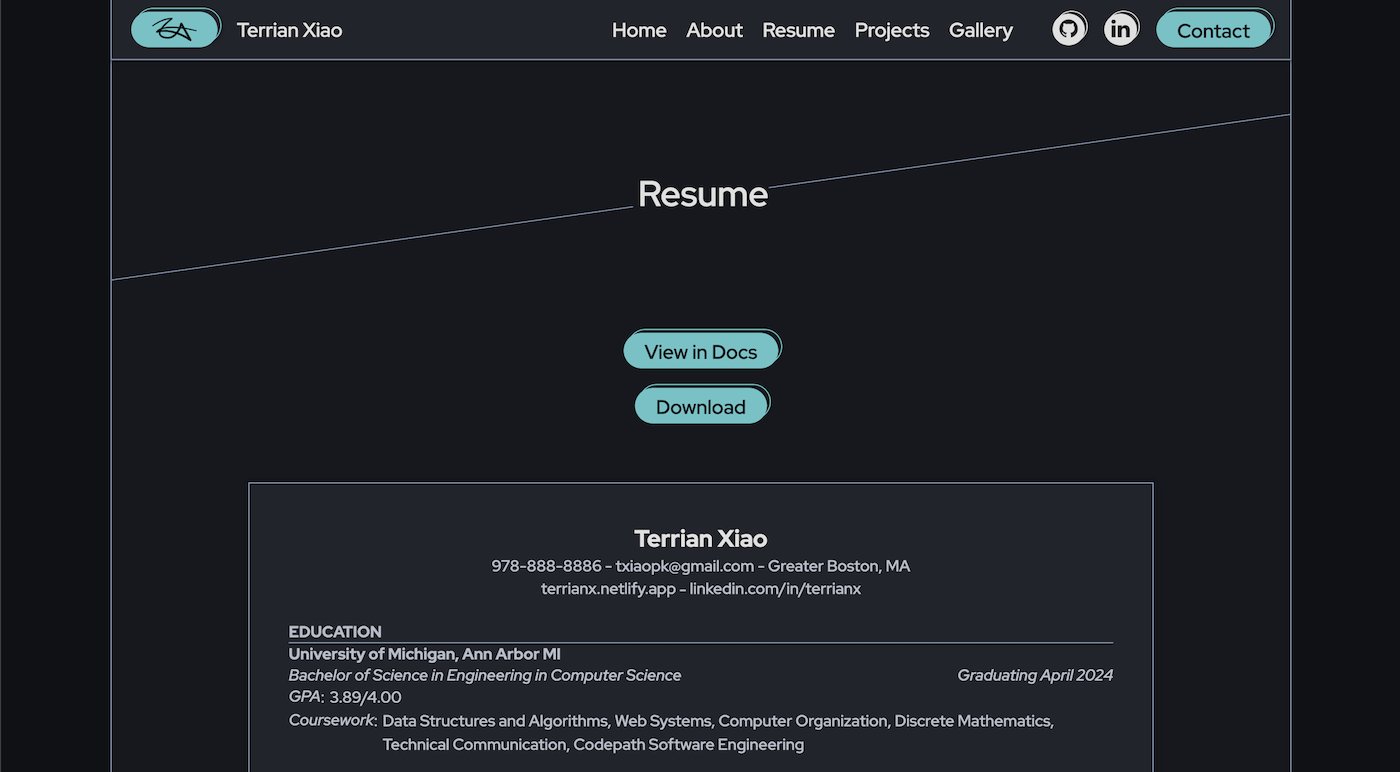 Terrian Xiao
Home About Resume Projects Gallery in Contact
Resume
View in Docs
Download
Terrian Xiao
978-888-8886 - txiaopk@gmail.com - Greater Boston, MA
terrianx.netlify.app - linkedin.com/in/terrianx
EDUCATION
University of Michigan, Ann Arbor MI
Bachelor of Science in Engineering in Computer Science Graduating April 2024
GPA: 3.89/4.00
Coursework: Data Structures and Algorithms, Web Systems, Computer Organization, Discrete Mathematics,
Technical Communication, Codepath Software Engineering